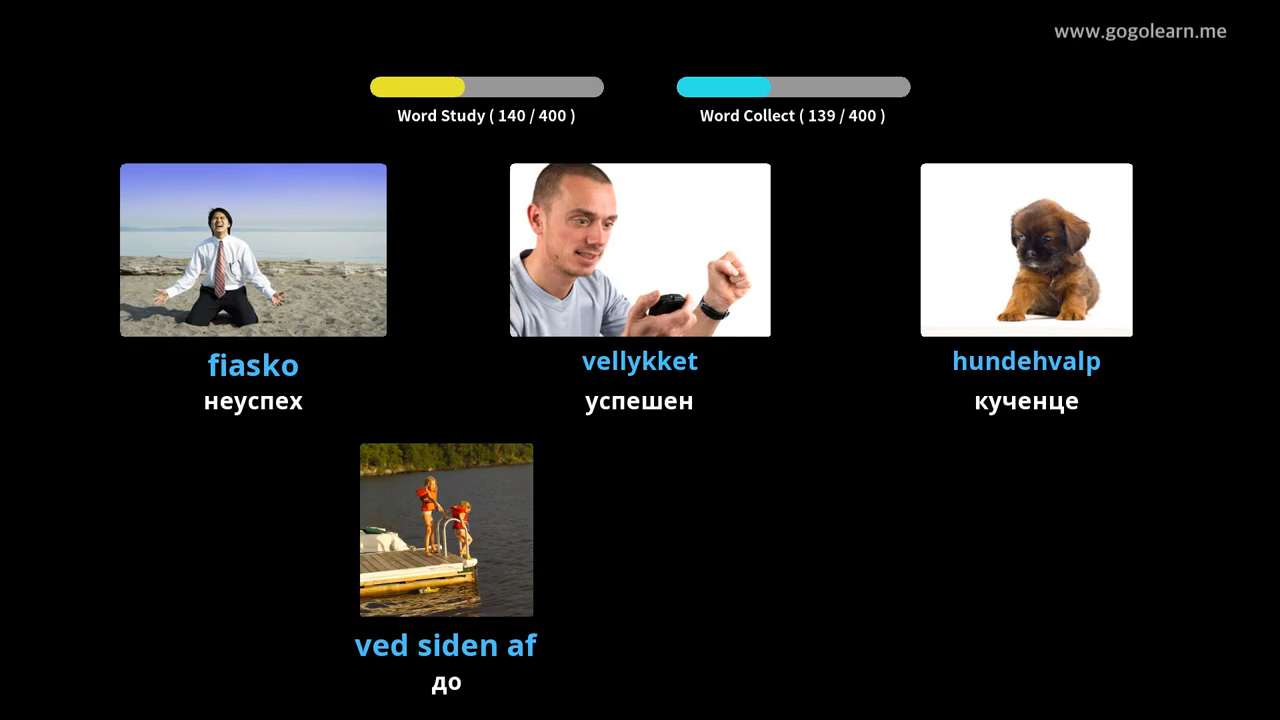 www.gogolearn.me
Word Study ( 140 / 400 )
Word Collect ( 139 / 400 )
fiasko
неуспех
vellykket
успешен
hundehvalp
кученце
ved siden af
до